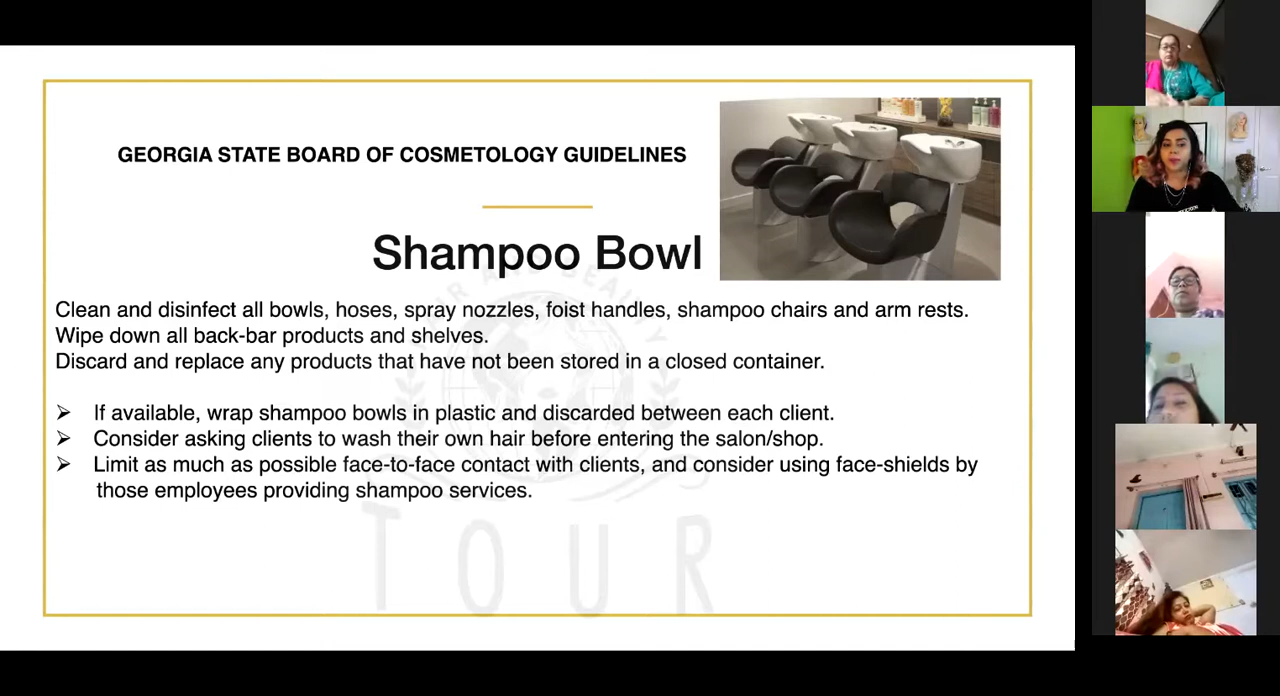 GEORGIA STATE BOARD OF COSMETOLOGY GUIDELINES
Shampoo Bowl
Clean and disinfect all bowls, hoses, spray nozzles, foist handles, shampoo chairs and arm rests.
Wipe down all back-bar products and shelves.
Discard and replace any products that have not been stored in a closed container.
➢ If available, wrap shampoo bowls in plastic and discarded between each client.
➢ Consider asking clients to wash their own hair before entering the salon/shop.
➢ Limit as much as possible face-to-face contact with clients, and consider using face-shields by
those employees providing shampoo services.
TOUR